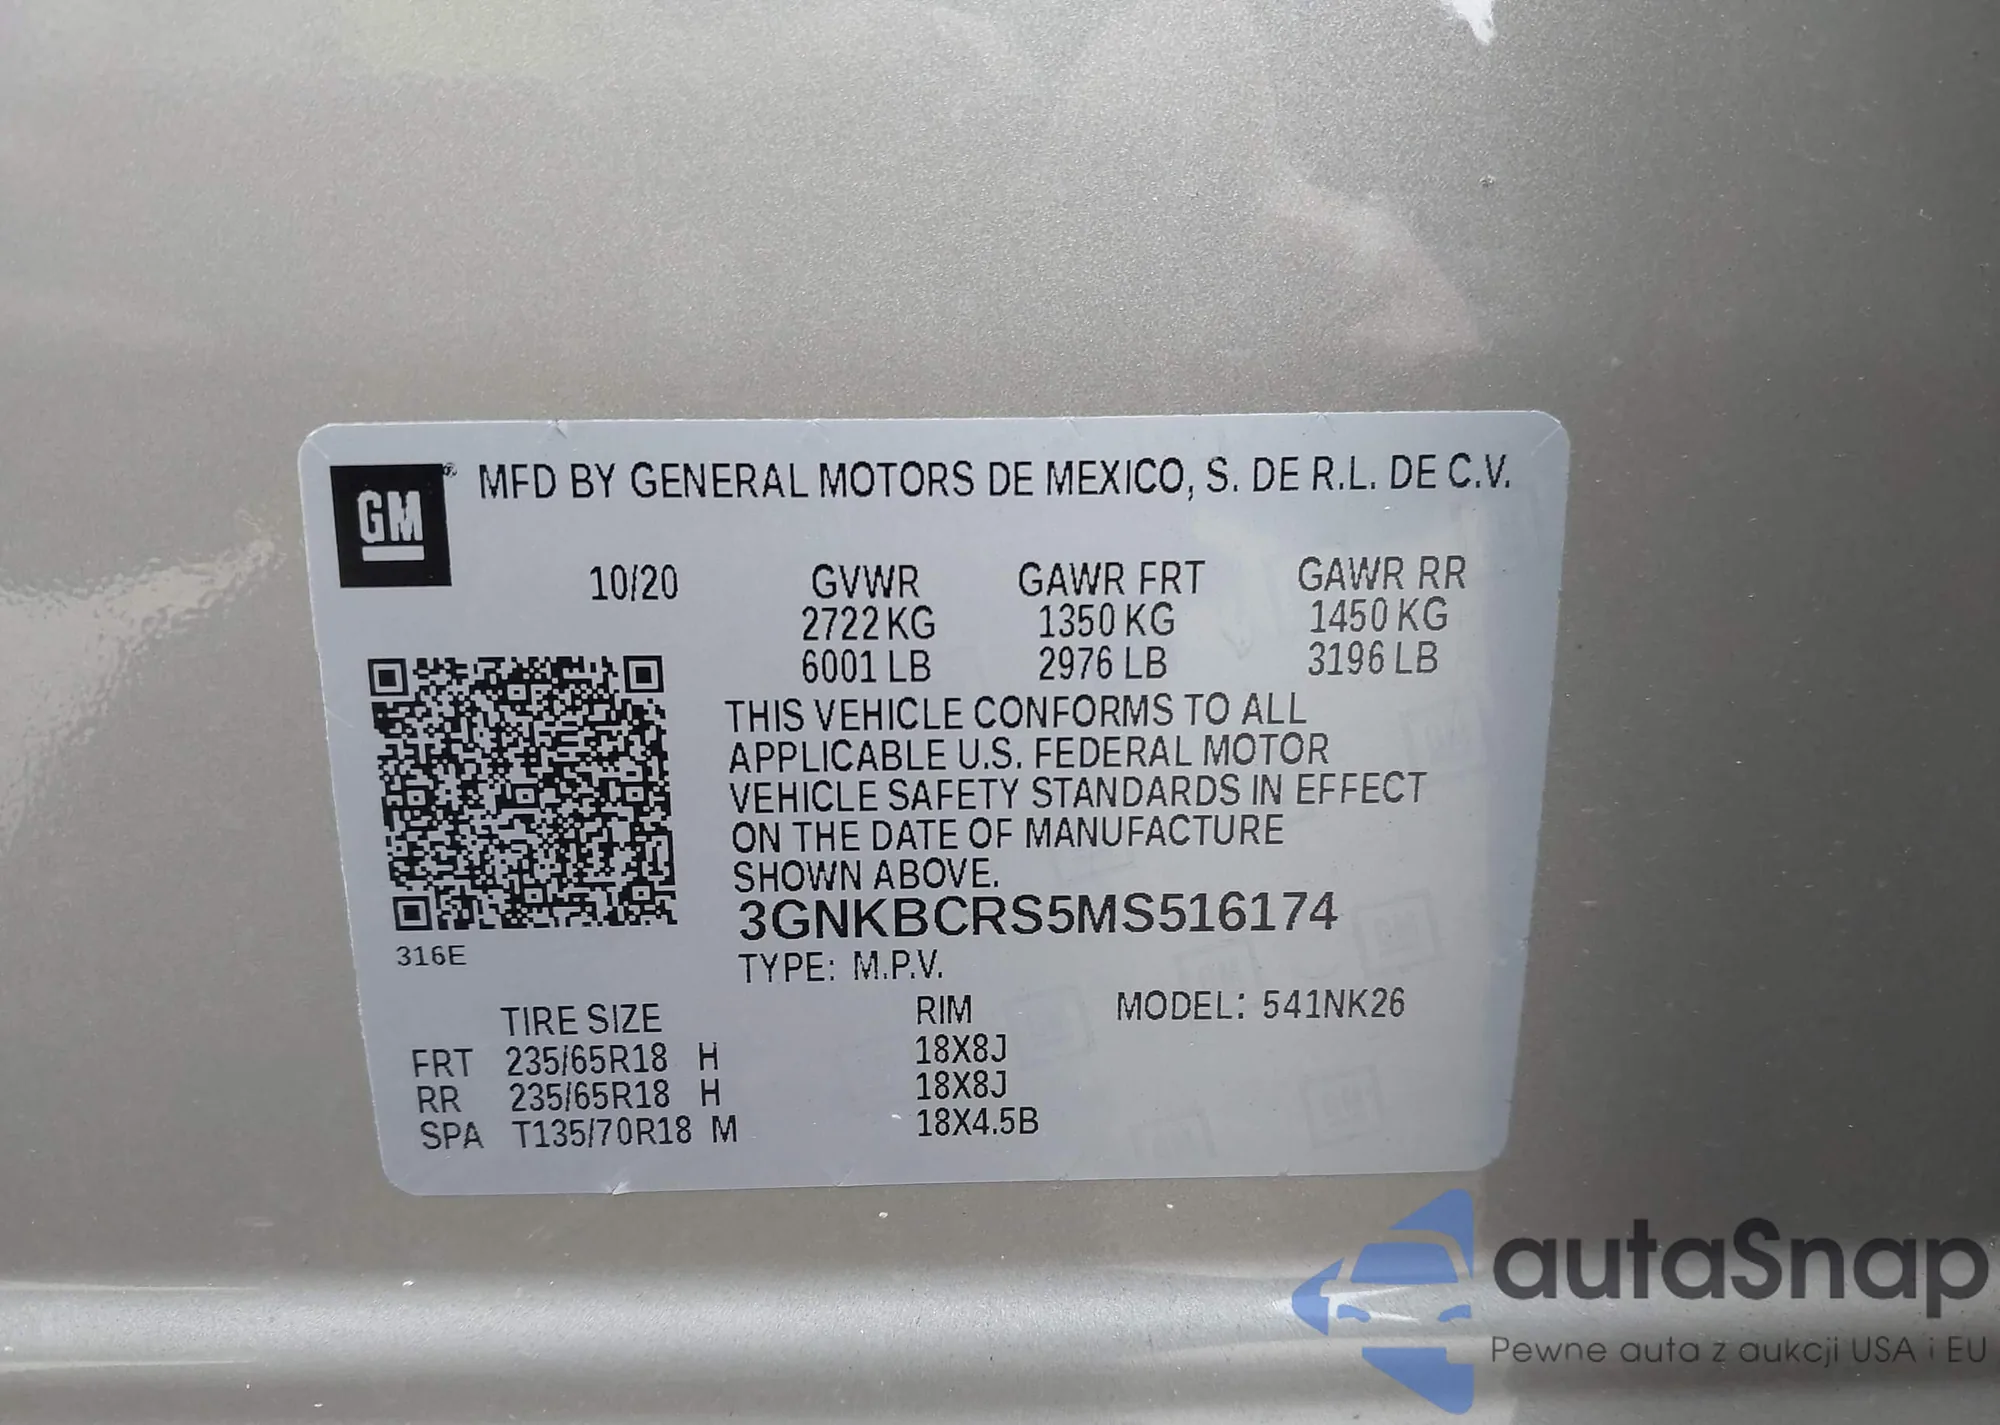 GM
®
MFD BY GENERAL MOTORS DE MEXICO, S. DE R.L. DE C.V.
10/20 GVWR GAWR FRT GAWR RR
2722 KG 1350 KG 1450 KG
6001 LB 2976 LB 3196 LB
THIS VEHICLE CONFORMS TO ALL
APPLICABLE U.S. FEDERAL MOTOR
VEHICLE SAFETY STANDARDS IN EFFECT
ON THE DATE OF MANUFACTURE
SHOWN ABOVE.
3GNKBCRS5MS516174
316E
TYPE: M.P.V.
TIRE SIZE RIM MODEL: 541NK26
FRT 235/65R18 H 18X8J
RR 235/65R18 H 18X8J
SPA T135/70R18 M 18X4.5B
autaSnap
Pewne auta z aukcji USA i EU